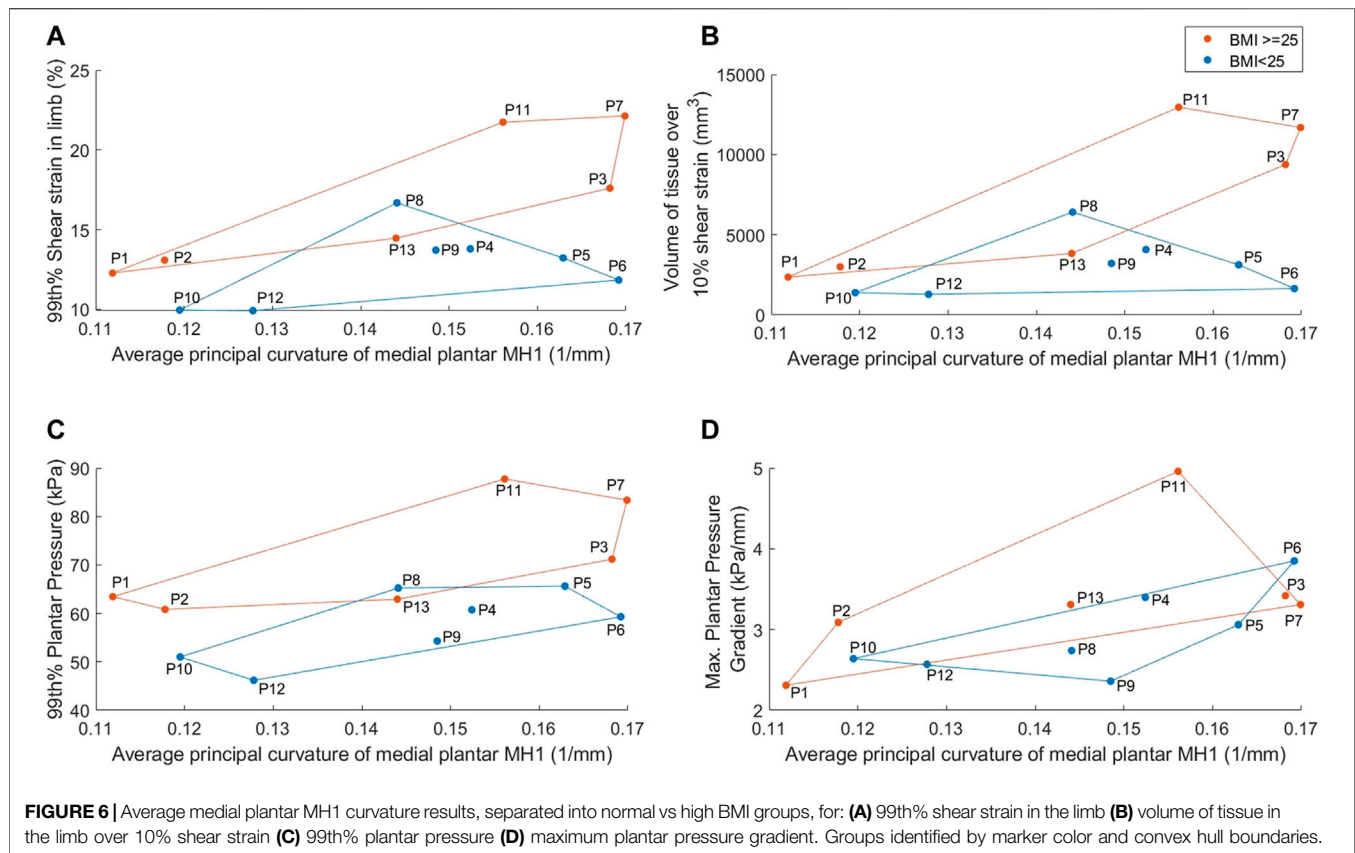 A
99th% Shear strain in limb (%)
25
20
15
10
P1
P2
P10
P12
P8
P13
P9
P4
P11
P7
P3
P5
P6
0.11 0.12 0.13 0.14 0.15 0.16 0.17
Average principal curvature of medial plantar MH1 (1/mm)
B
BMI >=25
BMI<25
Volume of tissue over
10% shear strain (mm³)
15000
10000
5000
0
P1
P2
P10
P12
P8
P13
P9
P4
P11
P7
P3
P5
P6
0.11 0.12 0.13 0.14 0.15 0.16 0.17
Average principal curvature of medial plantar MH1 (1/mm)
C
99th% Plantar Pressure (kPa)
90
80
70
60
50
40
P1
P2
P10
P12
P8
P13
P9
P4
P11
P7
P3
P5
P6
0.11 0.12 0.13 0.14 0.15 0.16 0.17
Average principal curvature of medial plantar MH1 (1/mm)
D
Max. Plantar Pressure
Gradient (kPa/mm)
5
4
3
2
P1
P2
P10
P12
P13
P8
P9
P4
P11
P6
P3
P5
P7
0.11 0.12 0.13 0.14 0.15 0.16 0.17
Average principal curvature of medial plantar MH1 (1/mm)
FIGURE 6 | Average medial plantar MH1 curvature results, separated into normal vs high BMI groups, for: (A) 99th% shear strain in the limb (B) volume of tissue in
the limb over 10% shear strain (C) 99th% plantar pressure (D) maximum plantar pressure gradient. Groups identified by marker color and convex hull boundaries.